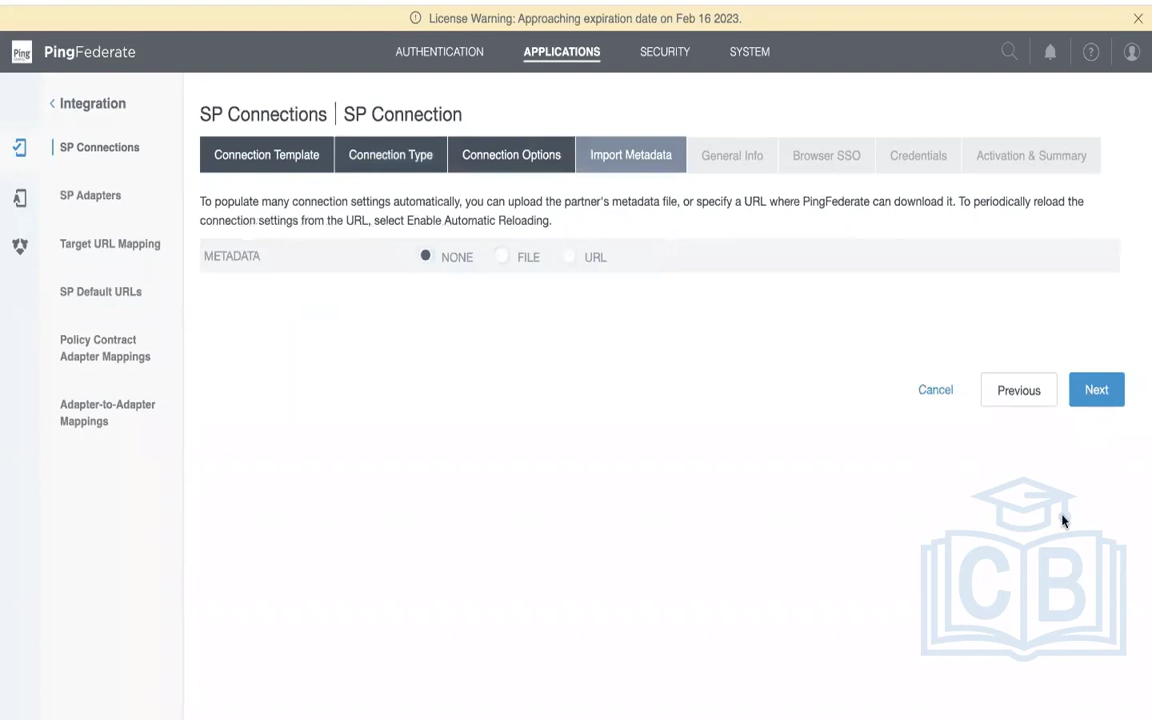 License Warning: Approaching expiration date on Feb 16 2023.
Ping
PingFederate
AUTHENTICATION
APPLICATIONS
SECURITY
SYSTEM
Integration
SP Connections
SP Adapters
Target URL Mapping
SP Default URLs
Policy Contract
Adapter Mappings
Adapter-to-Adapter
Mappings
SP Connections | SP Connection
Connection Template
Connection Type
Connection Options
Import Metadata
General Info
Browser SSO
Credentials
Activation & Summary
To populate many connection settings automatically, you can upload the partner's metadata file, or specify a URL where PingFederate can download it. To periodically reload the
connection settings from the URL, select Enable Automatic Reloading.
METADATA
NONE
FILE
URL
Cancel
Previous
Next
CB